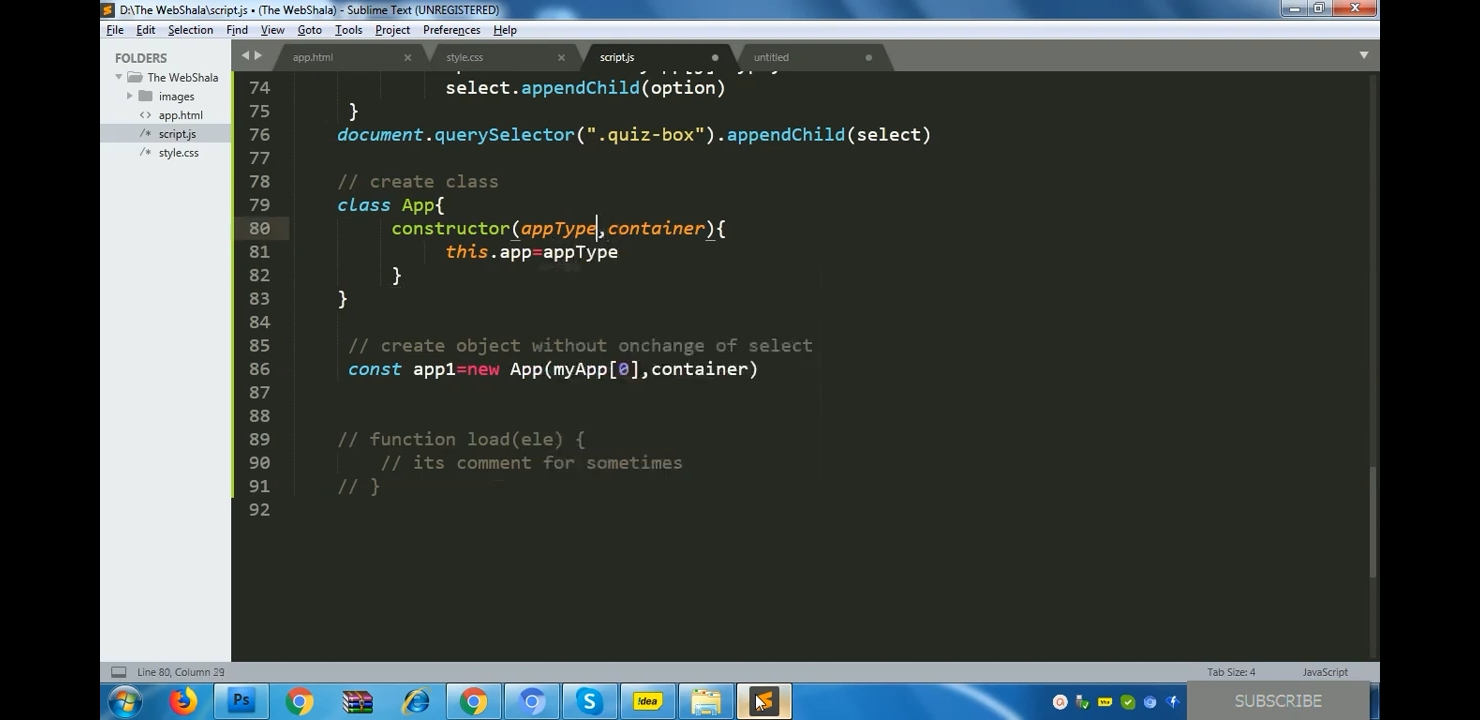 D:\The WebShala\script.js • (The WebShala) - Sublime Text (UNREGISTERED)
File Edit Selection Find View Goto Tools Project Preferences Help
FOLDERS
The WebShala
images
app.html
script.js
style.css
app.html style.css script.js untitled
74 select.appendChild(option)
75 }
76 document.querySelector(".quiz-box").appendChild(select)
77
78 // create class
79 class App{
80 constructor(appType,container){
81 this.app=appType
82 }
83 }
84
85 // create object without onchange of select
86 const app1=new App(myApp[0],container)
87
88
89 // function load(ele) {
90 // its comment for sometimes
91 // }
92
Line 80, Column 29 Tab Size: 4 JavaScript
Ps !dea
SUBSCRIBE